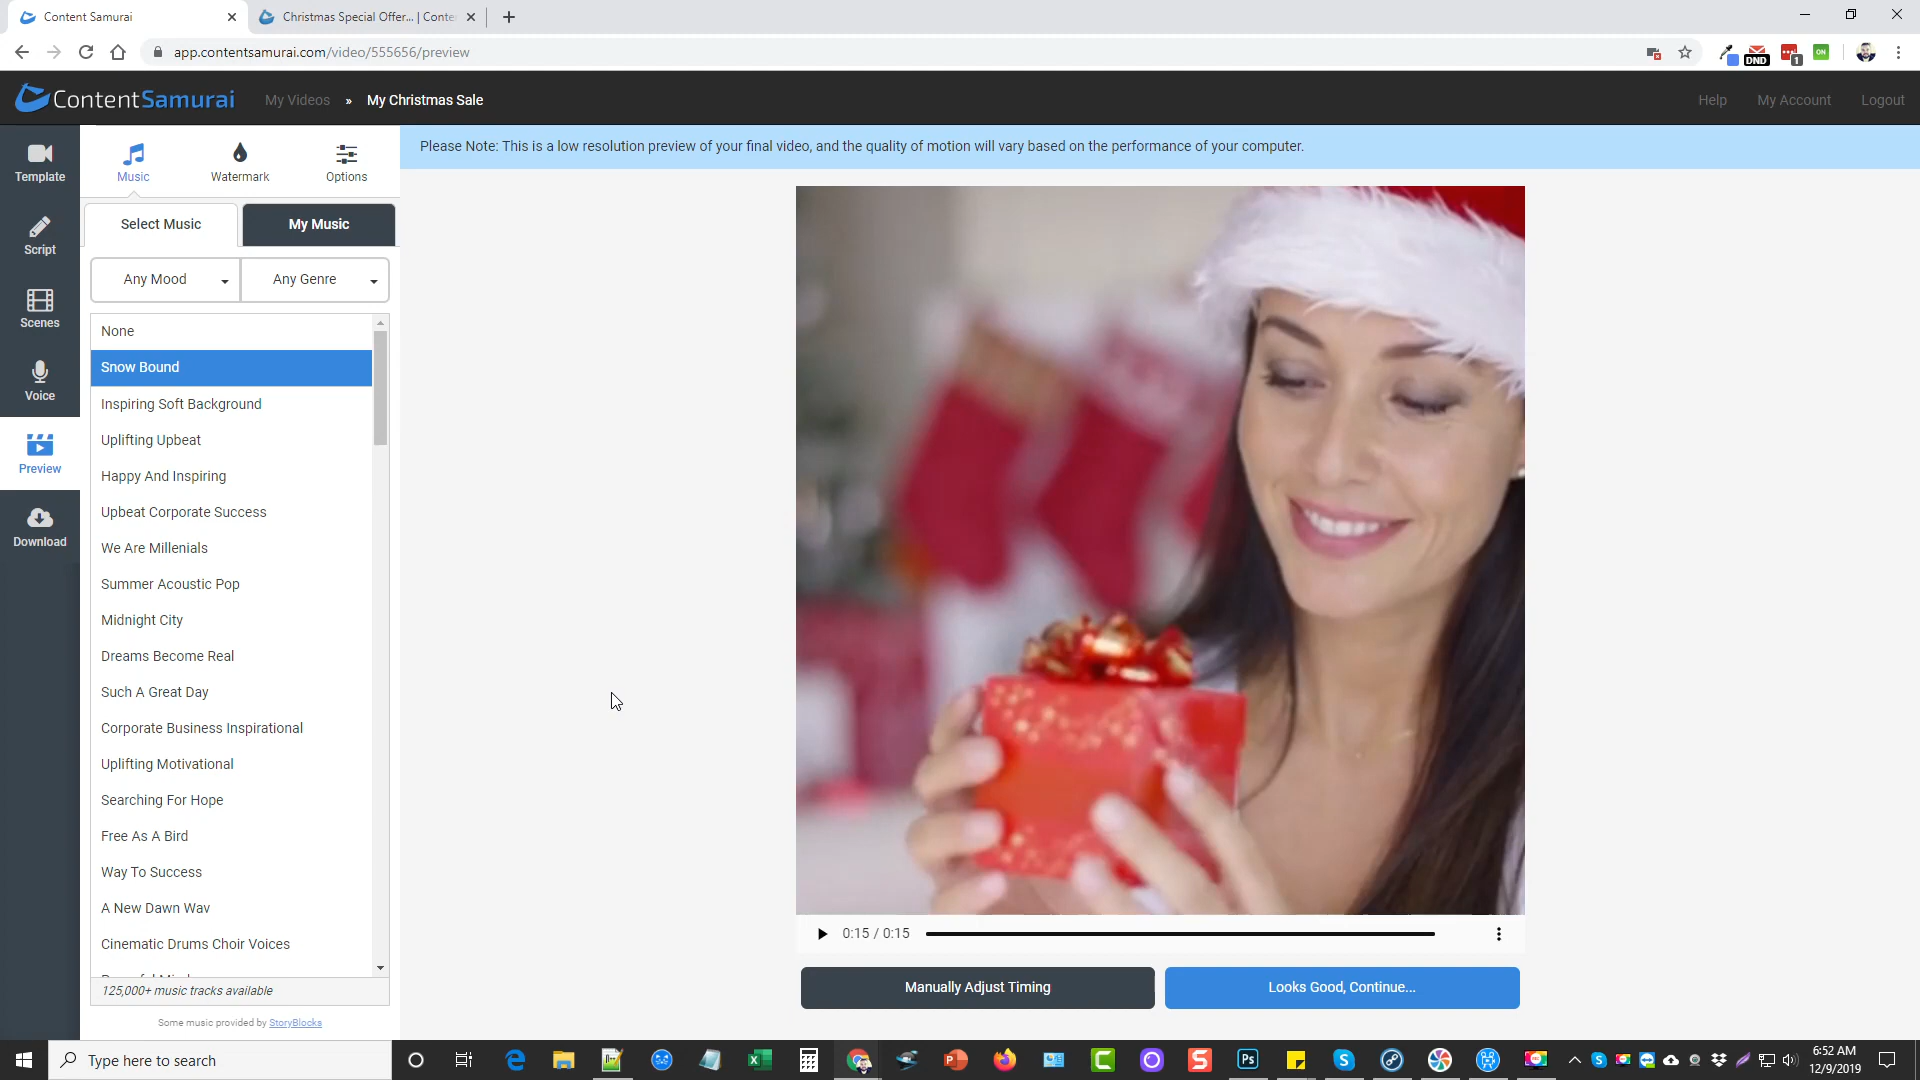 Content Samurai
Christmas Special Offer... | Conte
app.contentsamurai.com/video/555656/preview
DND
1
ON
ContentSamurai
My Videos » My Christmas Sale
Help
My Account
Logout
Template
Script
Scenes
Voice
Preview
Download
Music
Watermark
Options
Select Music
My Music
Any Mood
Any Genre
None
Snow Bound
Inspiring Soft Background
Uplifting Upbeat
Happy And Inspiring
Upbeat Corporate Success
We Are Millenials
Summer Acoustic Pop
Midnight City
Dreams Become Real
Such A Great Day
Corporate Business Inspirational
Uplifting Motivational
Searching For Hope
Free As A Bird
Way To Success
A New Dawn Wav
Cinematic Drums Choir Voices
125,000+ music tracks available
Some music provided by StoryBlocks
Please Note: This is a low resolution preview of your final video, and the quality of motion will vary based on the performance of your computer.
0:15 / 0:15
Manually Adjust Timing
Looks Good, Continue...
Type here to search
6:52 AM
12/9/2019